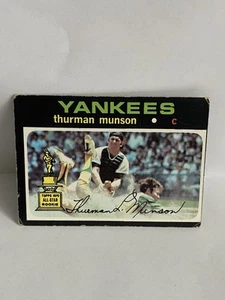 YANKEES
thurman munson • c
TOPPS 1970
ALL-STAR
ROOKIE
Thurman L. Munson